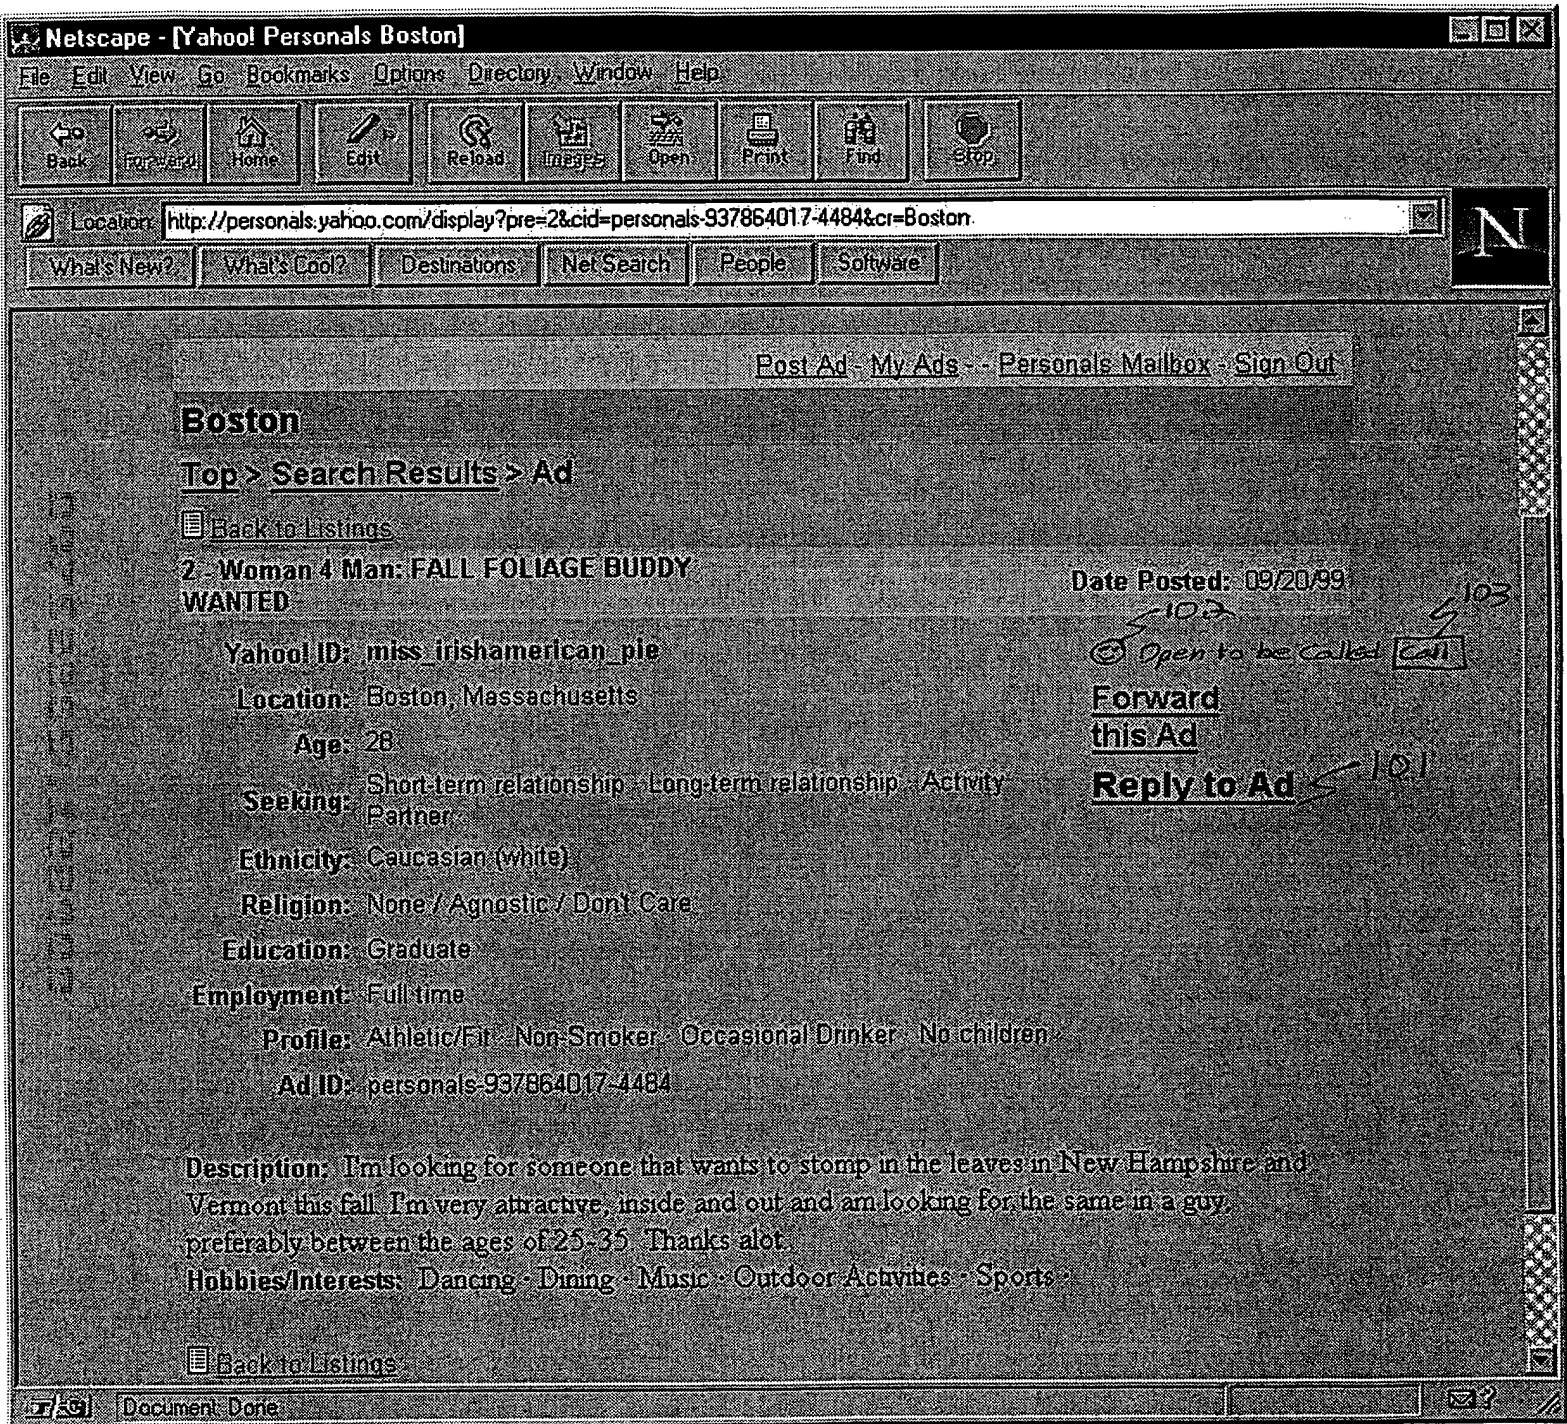 Netscape - [Yahoo! Personals Boston]
File Edit View Go Bookmarks Options Directory Window Help
Back Forward Home Edit Reload Images Open Print Find Stop
Location: http://personals.yahoo.com/display?pre=2&cid=personals-937864017-4484&cr=Boston
What's New? What's Cool? Destinations Net Search People Software
N
Post Ad - My Ads - - Personals Mailbox - Sign Out
Boston
Top > Search Results > Ad
Back to Listings
2 - Woman 4 Man: FALL FOLIAGE BUDDY
WANTED
Date Posted: 09/20/99
102 103
Yahoo! ID: miss_irishamerican_pie
Open to be Called Call
Location: Boston, Massachusetts
Forward
this Ad
Age: 28
Seeking: Short-term relationship · Long-term relationship · Activity
Partner ·
Reply to Ad 101
Ethnicity: Caucasian (white)
Religion: None / Agnostic / Don't Care
Education: Graduate
Employment: Full time
Profile: Athletic/Fit · Non-Smoker · Occasional Drinker · No children ·
Ad ID: personals-937864017-4484
Description: I'm looking for someone that wants to stomp in the leaves in New Hampshire and
Vermont this fall. I'm very attractive, inside and out and am looking for the same in a guy,
preferably between the ages of 25-35. Thanks alot.
Hobbies/Interests: Dancing · Dining · Music · Outdoor Activities · Sports ·
Back to Listings
Document: Done